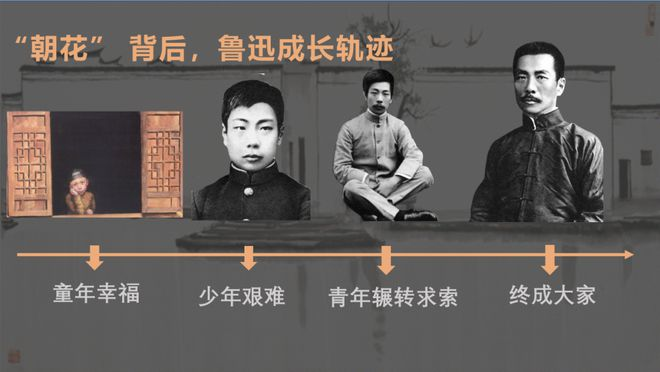 “朝花” 背后，鲁迅成长轨迹
童年幸福
少年艰难
青年辗转求索
终成大家